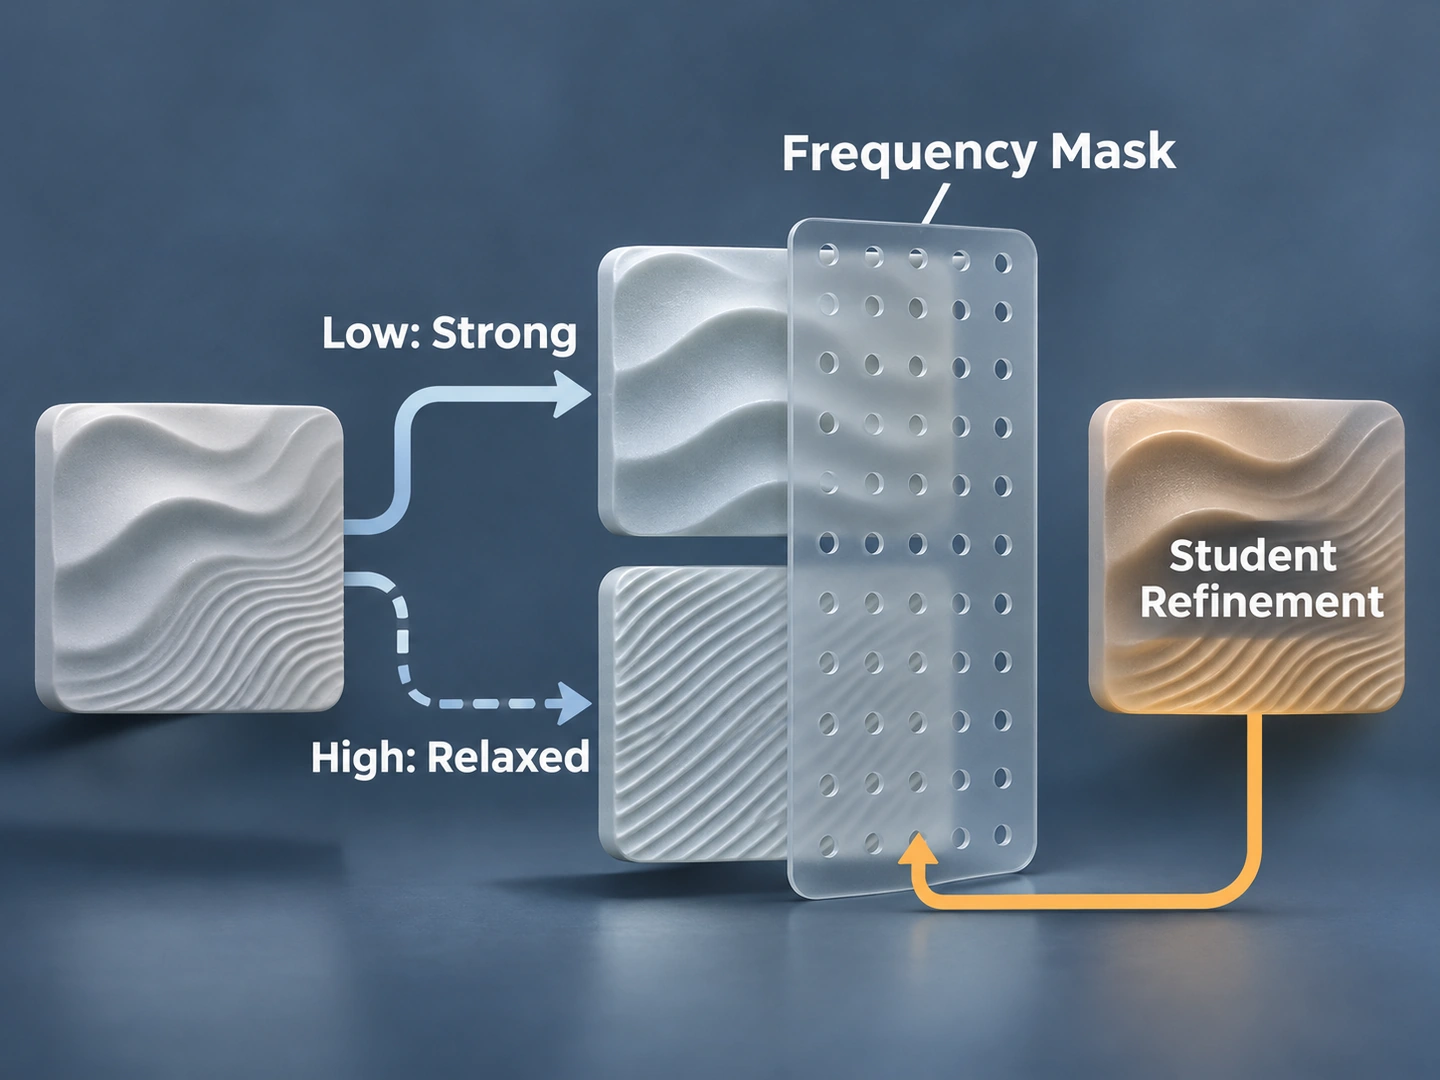 Frequency Mask
Low: Strong
High: Relaxed
Student
Refinement